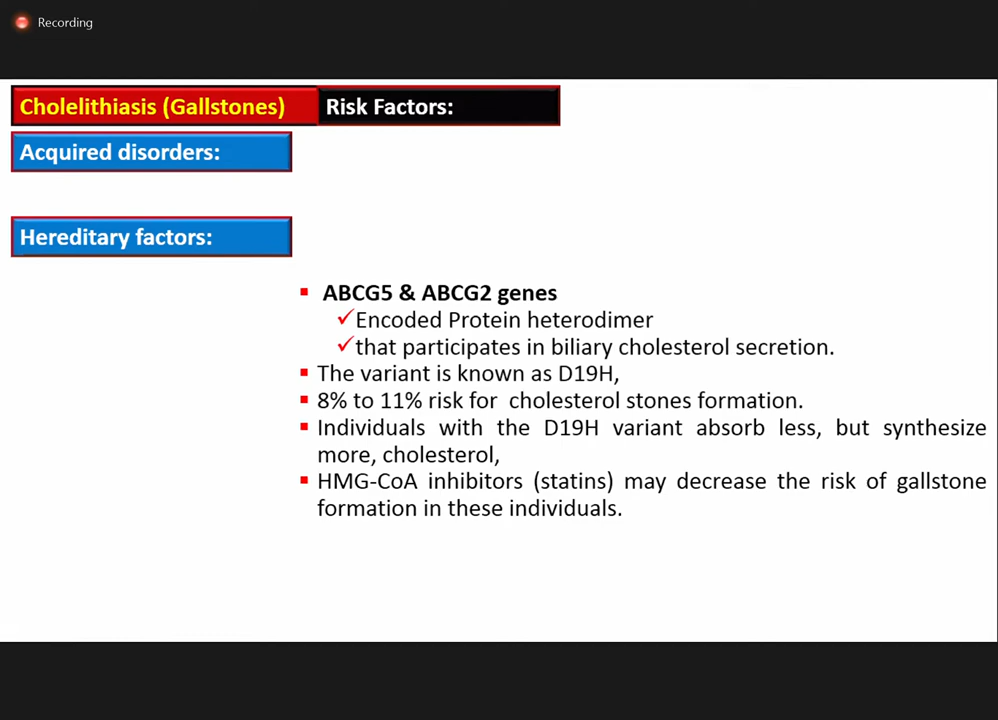 Recording
Cholelithiasis (Gallstones) Risk Factors:
Acquired disorders:
Hereditary factors:
ABCG5 & ABCG2 genes
Encoded Protein heterodimer
that participates in biliary cholesterol secretion.
The variant is known as D19H,
8% to 11% risk for cholesterol stones formation.
Individuals with the D19H variant absorb less, but synthesize
more, cholesterol,
HMG-CoA inhibitors (statins) may decrease the risk of gallstone
formation in these individuals.